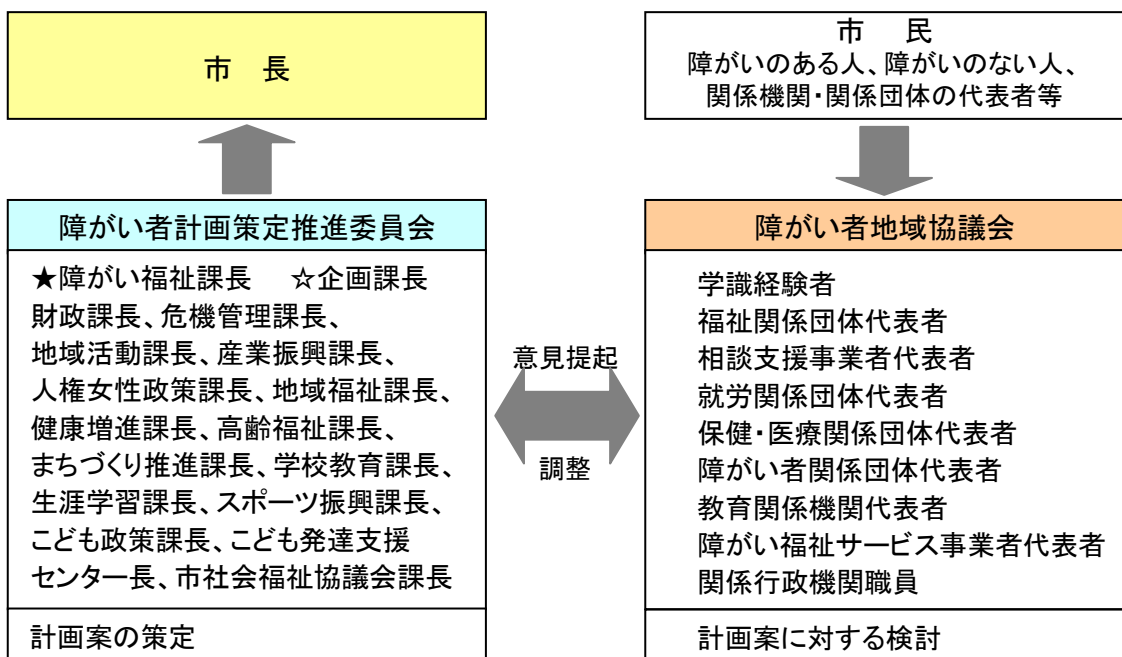 市　長
市　民
障がいのある人、障がいのない人、
関係機関・関係団体の代表者等
障がい者計画策定推進委員会
★障がい福祉課長　☆企画課長
財政課長、危機管理課長、
地域活動課長、産業振興課長、
人権女性政策課長、地域福祉課長、
健康増進課長、高齢福祉課長、
まちづくり推進課長、学校教育課長、
生涯学習課長、スポーツ振興課長、
こども政策課長、こども発達支援
センター長、市社会福祉協議会課長
計画案の策定
意見提起
調整
障がい者地域協議会
学識経験者
福祉関係団体代表者
相談支援事業者代表者
就労関係団体代表者
保健・医療関係団体代表者
障がい者関係団体代表者
教育関係機関代表者
障がい福祉サービス事業者代表者
関係行政機関職員
計画案に対する検討